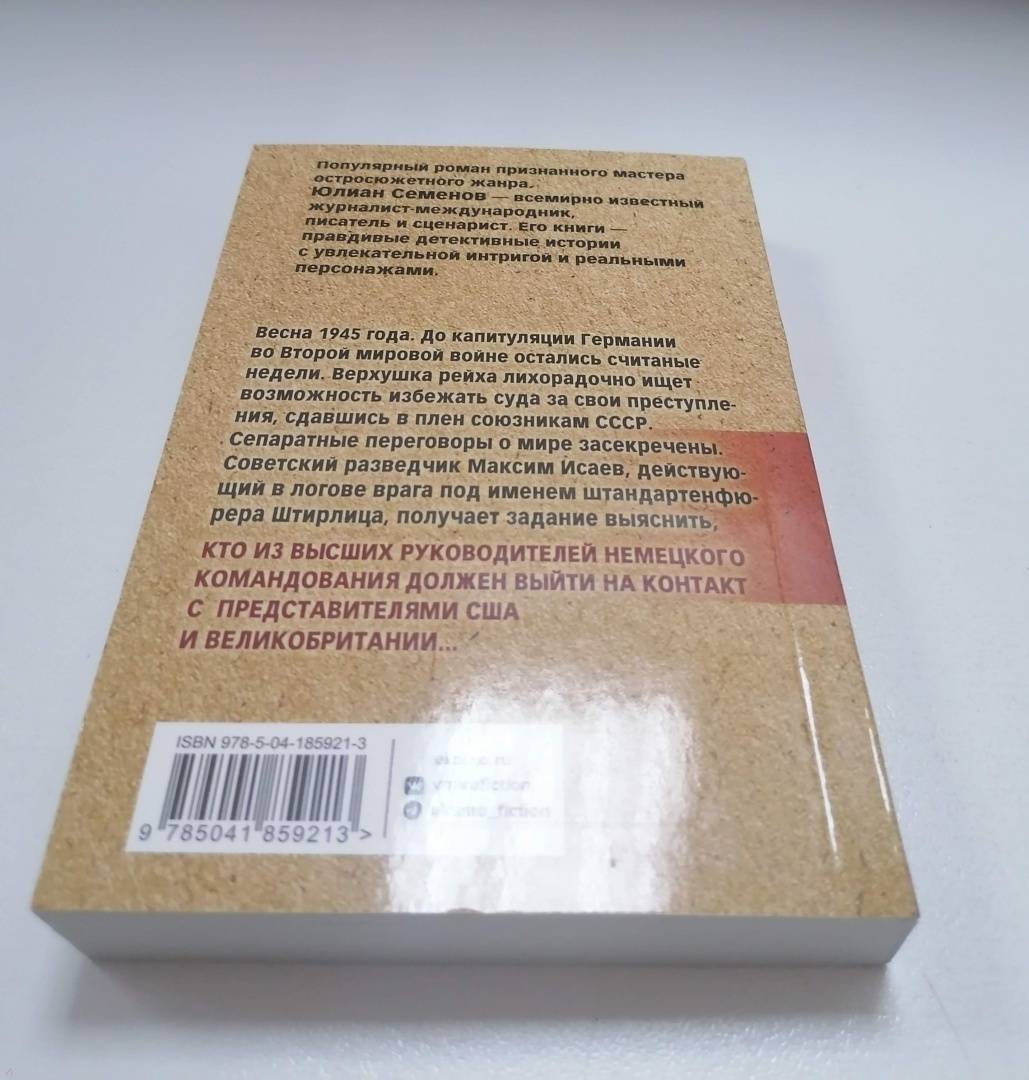 Популярный роман признанного мастера
остросюжетного жанра.
Юлиан Семенов — всемирно известный
журналист-международник,
писатель и сценарист. Его книги —
правдивые детективные истории
с увлекательной интригой и реальными
персонажами.
Весна 1945 года. До капитуляции Германии
во Второй мировой войне остались считаные
недели. Верхушка рейха лихорадочно ищет
возможность избежать суда за свои преступле-
ния, сдавшись в плен союзникам СССР.
Сепаратные переговоры о мире засекречены.
Советский разведчик Максим Исаев, действую-
щий в логове врага под именем штандартенфю-
рера Штирлица, получает задание выяснить,
КТО ИЗ ВЫСШИХ РУКОВОДИТЕЛЕЙ НЕМЕЦКОГО
КОМАНДОВАНИЯ ДОЛЖЕН ВЫЙТИ НА КОНТАКТ
С ПРЕДСТАВИТЕЛЯМИ США
И ВЕЛИКОБРИТАНИИ...
ISBN 978-5-04-185921-3
9 785041 859213 >